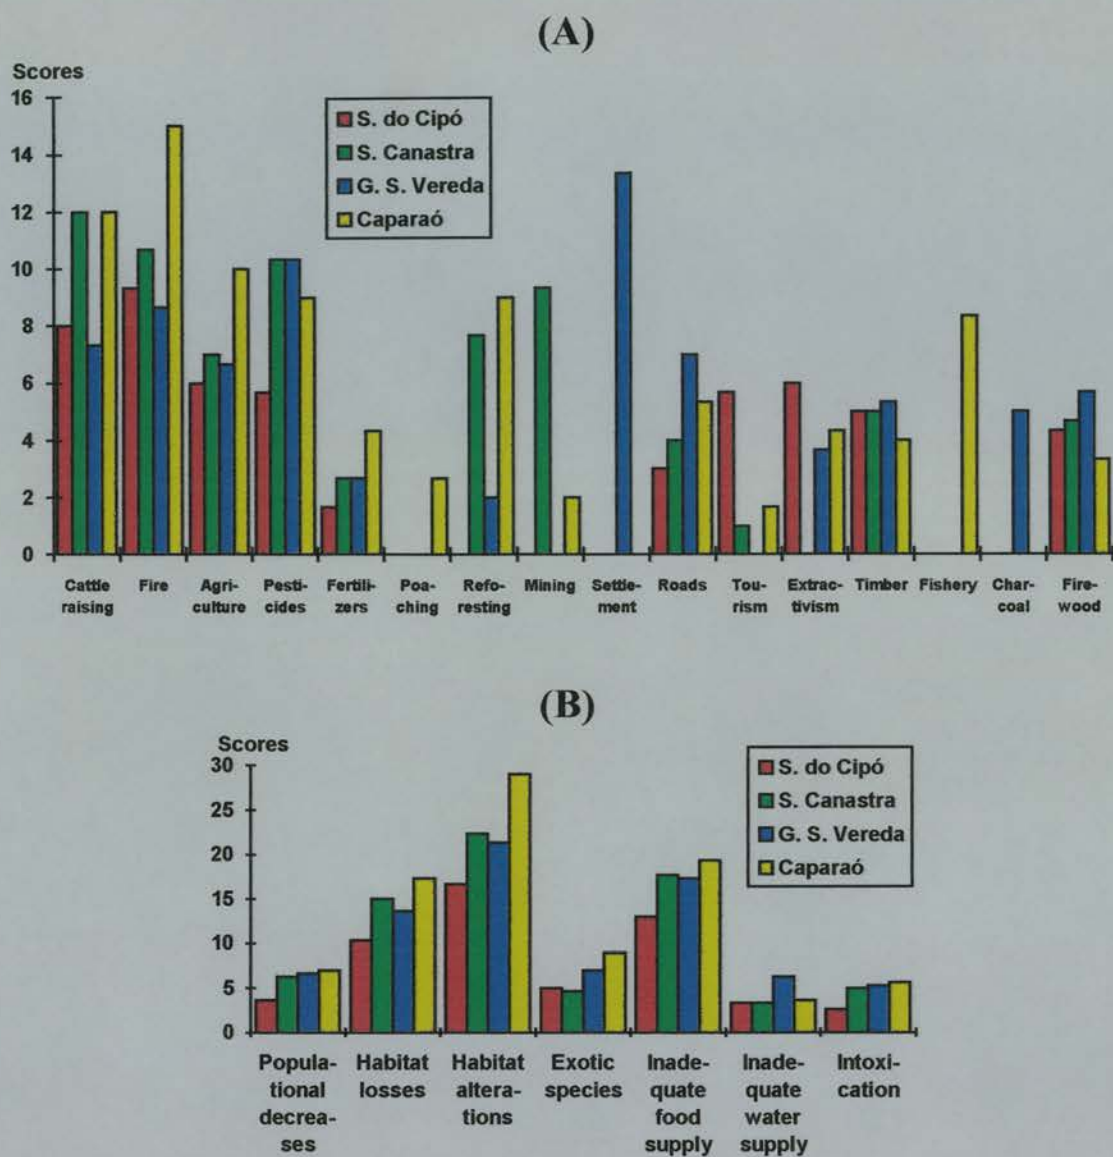 (A)
Scores
16
14
12
10
8
6
4
2
0
S. do Cipó
S. Canastra
G. S. Vereda
Caparaó
Cattle raising
Fire
Agri-culture
Pesti-cides
Fertili-zers
Poa-ching
Refo-resting
Mining
Settle-ment
Roads
Tou-rism
Extrac-tivism
Timber
Fishery
Char-coal
Fire-wood
(B)
Scores
30
25
20
15
10
5
0
S. do Cipó
S. Canastra
G. S. Vereda
Caparaó
Popula-
tional
decrea-
ses
Habitat
losses
Habitat
altera-
tions
Exotic
species
Inade-
quate
food
supply
Inade-
quate
water
supply
Intoxi-
cation